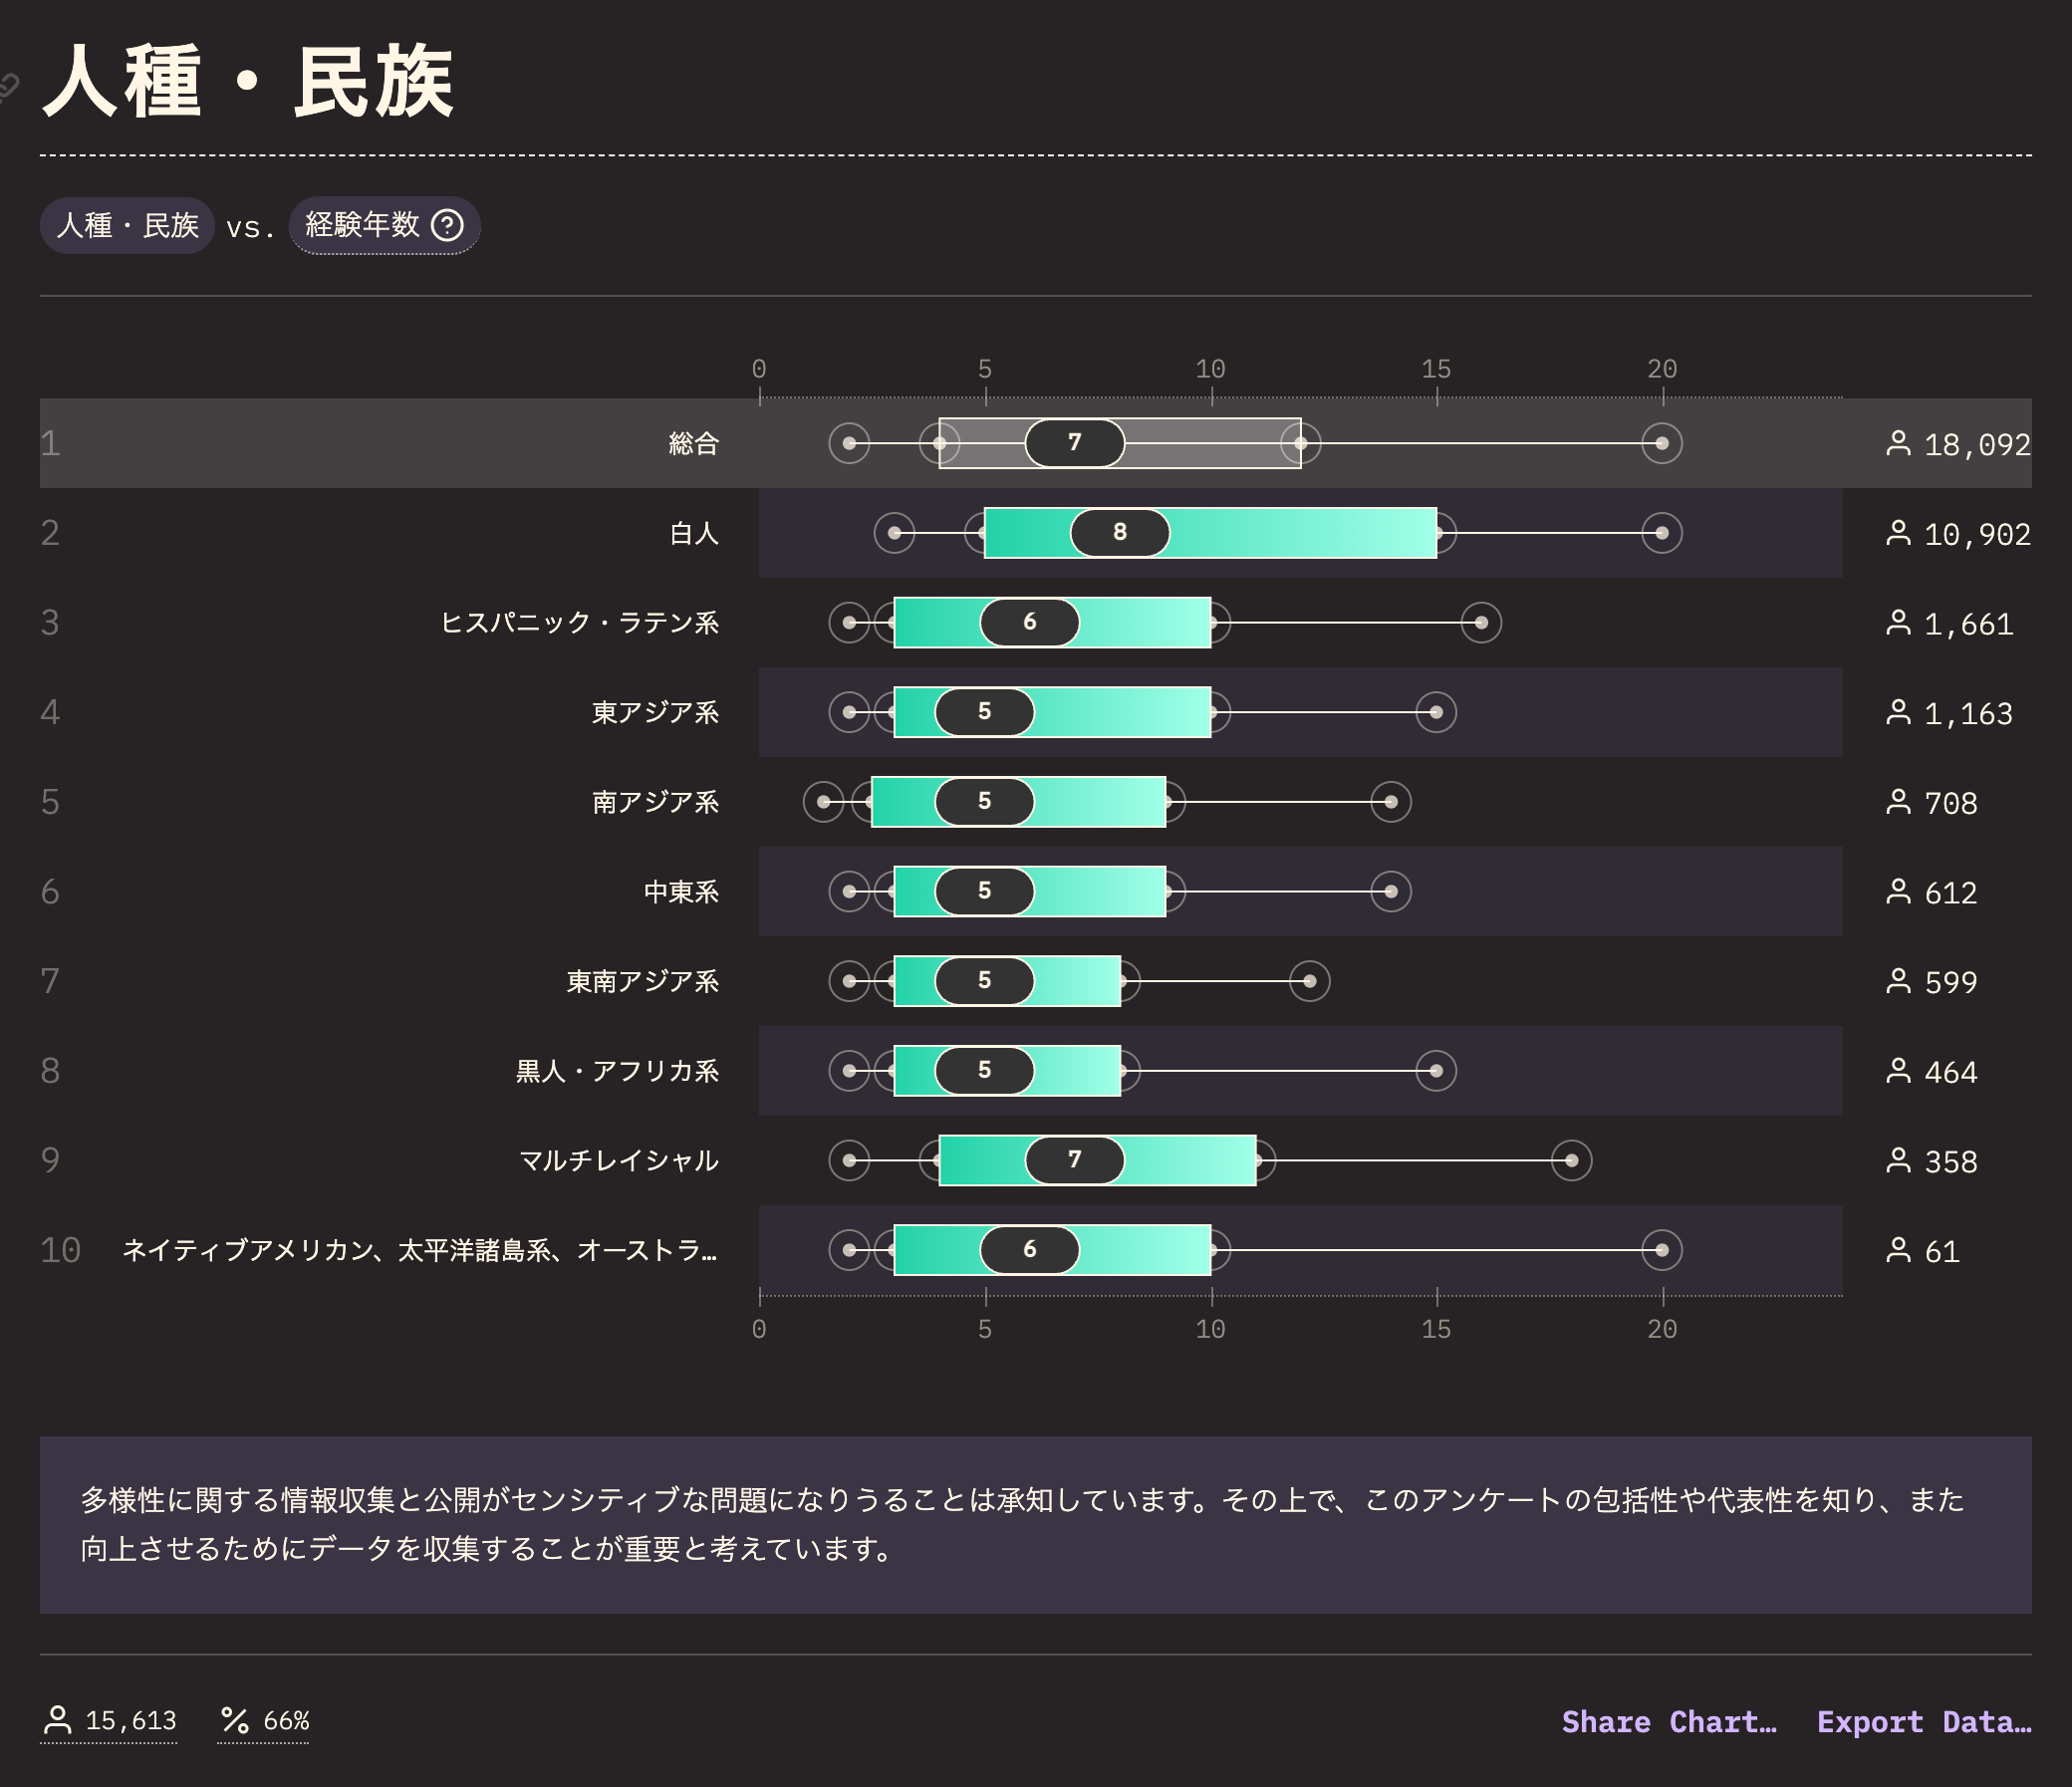 人種・民族
人種・民族 vs. 経験年数 ?
0 5 10 15 20
1 総合 7 18,092
2 白人 8 10,902
3 ヒスパニック・ラテン系 6 1,661
4 東アジア系 5 1,163
5 南アジア系 5 708
6 中東系 5 612
7 東南アジア系 5 599
8 黒人・アフリカ系 5 464
9 マルチレイシャル 7 358
10 ネイティブアメリカン、太平洋諸島系、オーストラ… 6 61
0 5 10 15 20
多様性に関する情報収集と公開がセンシティブな問題になりうることは承知しています。その上で、このアンケートの包括性や代表性を知り、また
向上させるためにデータを収集することが重要と考えています。
15,613 % 66% Share Chart… Export Data…